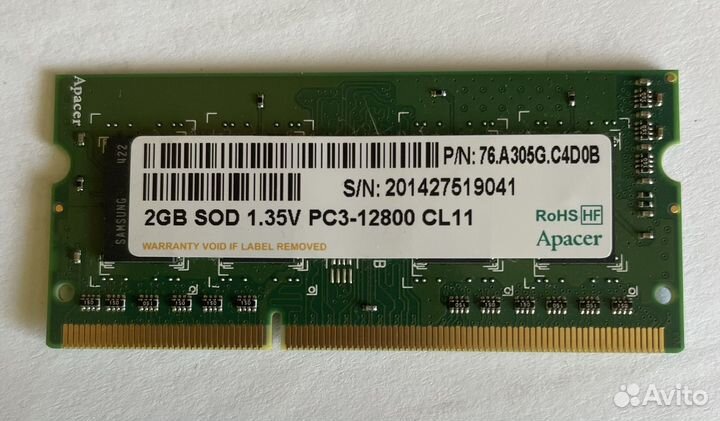 Apacer
SAMSUNG 422
P/N: 76.A305G.C4D0B
S/N: 201427519041
2GB SOD 1.35V PC3-12800 CL11
WARRANTY VOID IF LABEL REMOVED
RoHS HF
Apacer
B
Avito